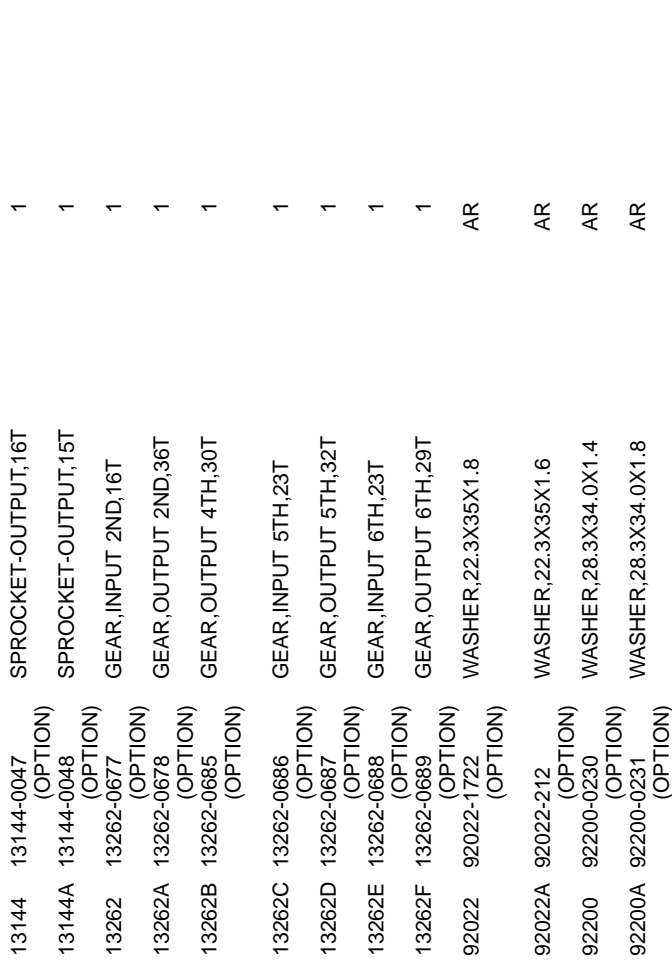 13144 13144-0047 SPROCKET-OUTPUT,16T 1
(OPTION)
13144A 13144-0048 SPROCKET-OUTPUT,15T 1
(OPTION)
13262 13262-0677 GEAR,INPUT 2ND,16T 1
(OPTION)
13262A 13262-0678 GEAR,OUTPUT 2ND,36T 1
(OPTION)
13262B 13262-0685 GEAR,OUTPUT 4TH,30T 1
(OPTION)
13262C 13262-0686 GEAR,INPUT 5TH,23T 1
(OPTION)
13262D 13262-0687 GEAR,OUTPUT 5TH,32T 1
(OPTION)
13262E 13262-0688 GEAR,INPUT 6TH,23T 1
(OPTION)
13262F 13262-0689 GEAR,OUTPUT 6TH,29T 1
(OPTION)
92022 92022-1722 WASHER,22.3X35X1.8 AR
(OPTION)
92022A 92022-212 WASHER,22.3X35X1.6 AR
(OPTION)
92200 92200-0230 WASHER,28.3X34.0X1.4 AR
(OPTION)
92200A 92200-0231 WASHER,28.3X34.0X1.8 AR
(OPTION)